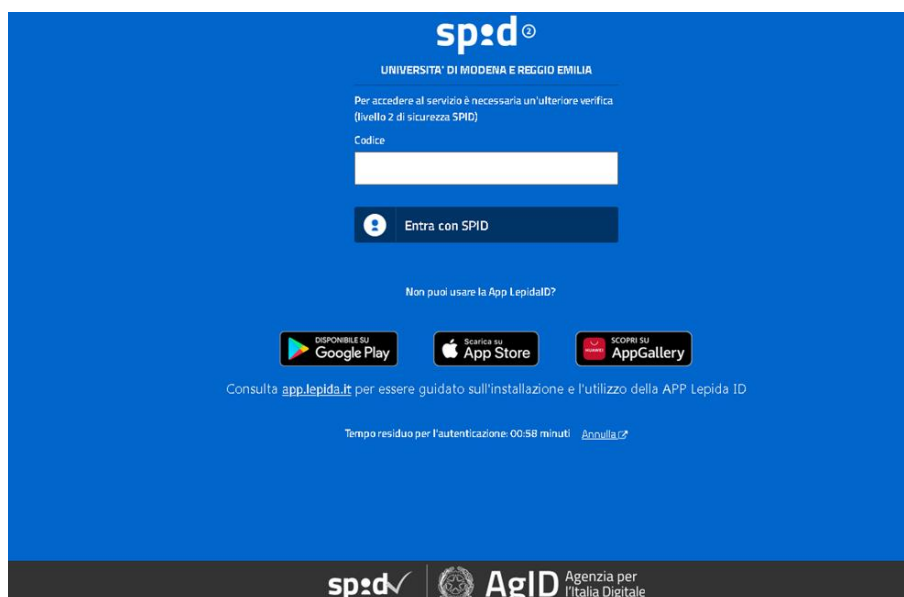 spid 2
UNIVERSITA' DI MODENA E REGGIO EMILIA
Per accedere al servizio è necessaria un'ulteriore verifica
(livello 2 di sicurezza SPID)
Codice
Entra con SPID
Non puoi usare la App LepidaID?
DISPONIBILE SU
Google Play
Scarica su
App Store
HUAWEI
SCOPRI SU
AppGallery
Consulta app.lepida.it per essere guidato sull'installazione e l'utilizzo della APP Lepida ID
Tempo residuo per l'autenticazione: 00:58 minuti Annulla
spid AgID Agenzia per
l'Italia Digitale